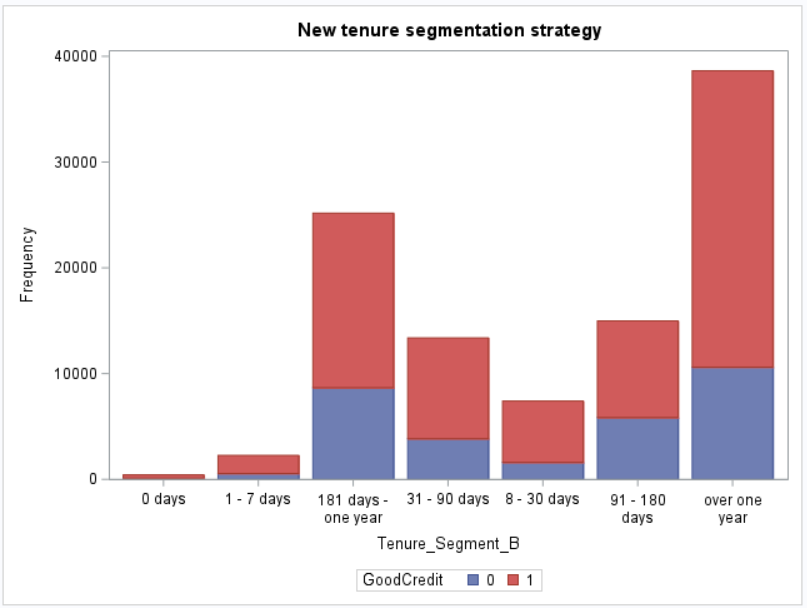 New tenure segmentation strategy
40000
30000
20000
10000
0
Frequency
0 days
1 - 7 days
181 days -
one year
31 - 90 days
8 - 30 days
91 - 180
days
over one
year
Tenure_Segment_B
GoodCredit 0 1